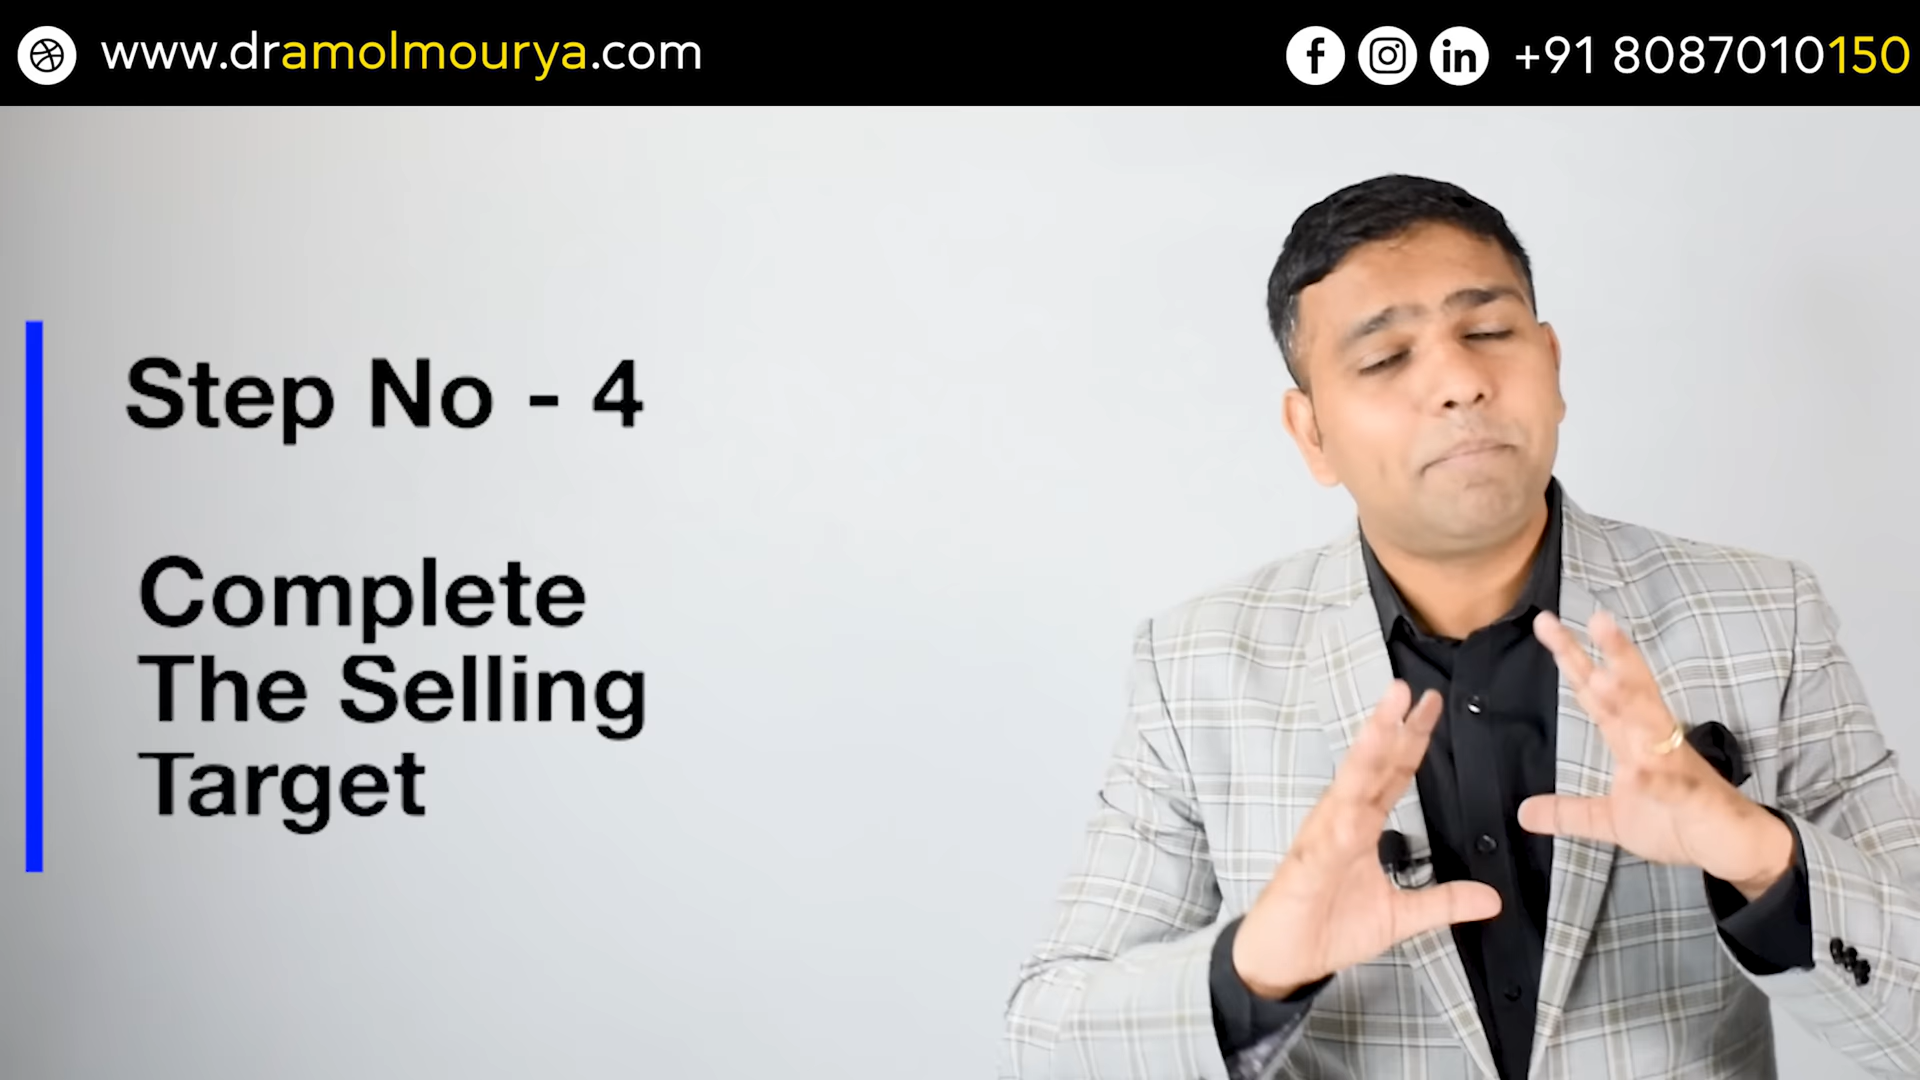 www.dramolmourya.com
+91 8087010150
Step No - 4
Complete
The Selling
Target